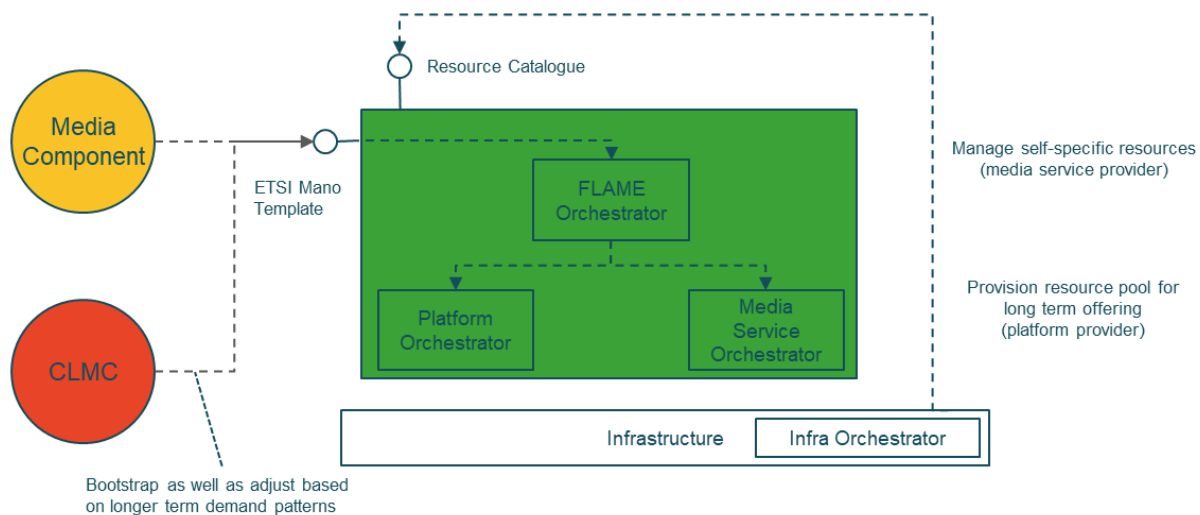 Resource Catalogue
Media
Component
ETSI Mano
Template
FLAME
Orchestrator
Manage self-specific resources
(media service provider)
Platform
Orchestrator
Media
Service
Orchestrator
Provision resource pool for
long term offering
(platform provider)
CLMC
Infrastructure
Infra Orchestrator
Bootstrap as well as adjust based
on longer term demand patterns